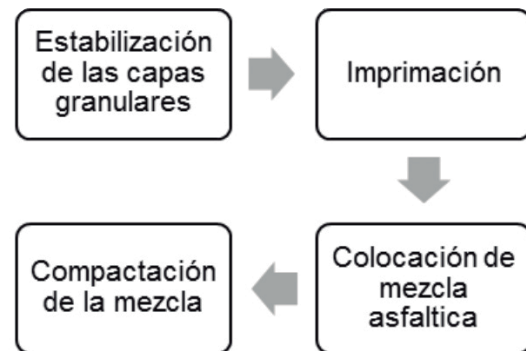 Estabilización
de las capas
granulares
Imprimación
Colocación de
mezcla
asfaltica
Compactación
de la mezcla